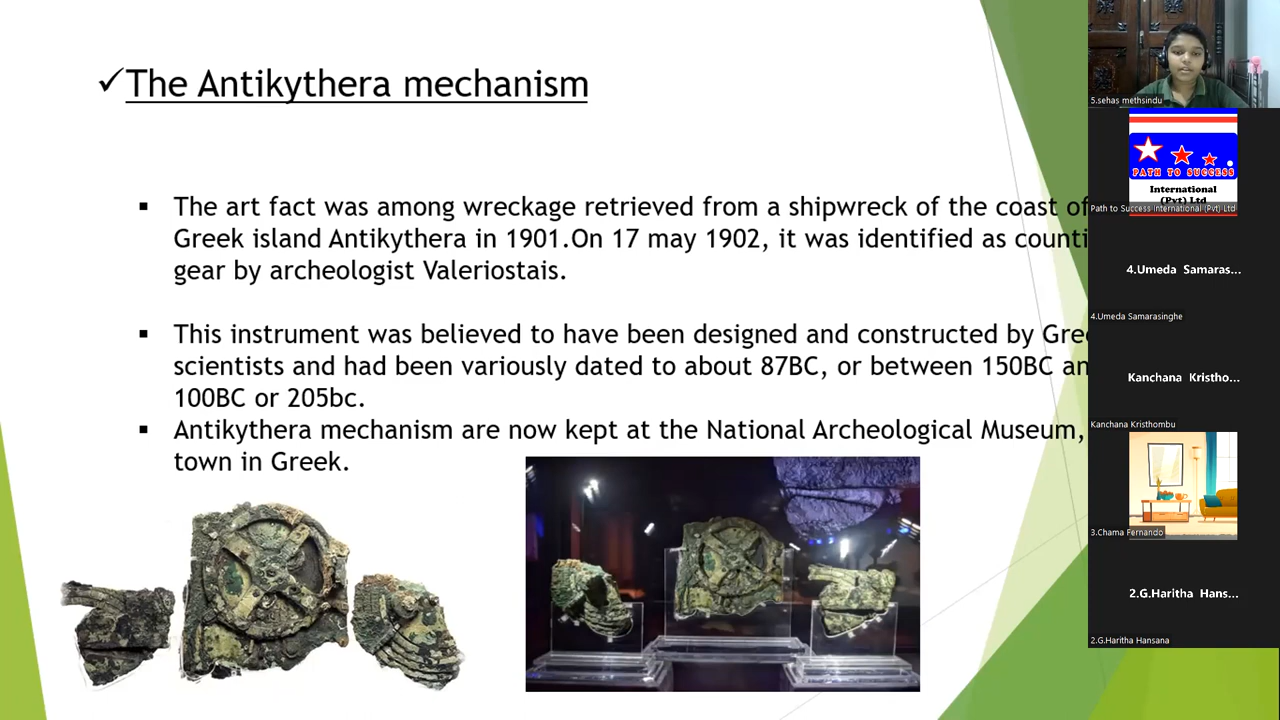 ✓The Antikythera mechanism
▪ The art fact was among wreckage retrieved from a shipwreck of the coast of
Greek island Antikythera in 1901.On 17 may 1902, it was identified as counti
gear by archeologist Valeriostais.
▪ This instrument was believed to have been designed and constructed by Gree
scientists and had been variously dated to about 87BC, or between 150BC an
100BC or 205bc.
▪ Antikythera mechanism are now kept at the National Archeological Museum,
town in Greek.
5.sehas methsindu
PATH TO SUCCESS
International
(Pvt) Ltd
Path to Success International (Pvt) Ltd
4.Umeda Samaras...
4.Umeda Samarasinghe
Kanchana Kristho...
Kanchana Kristhombu
3.Chama Fernando
2.G.Haritha Hans...
2.G.Haritha Hansana